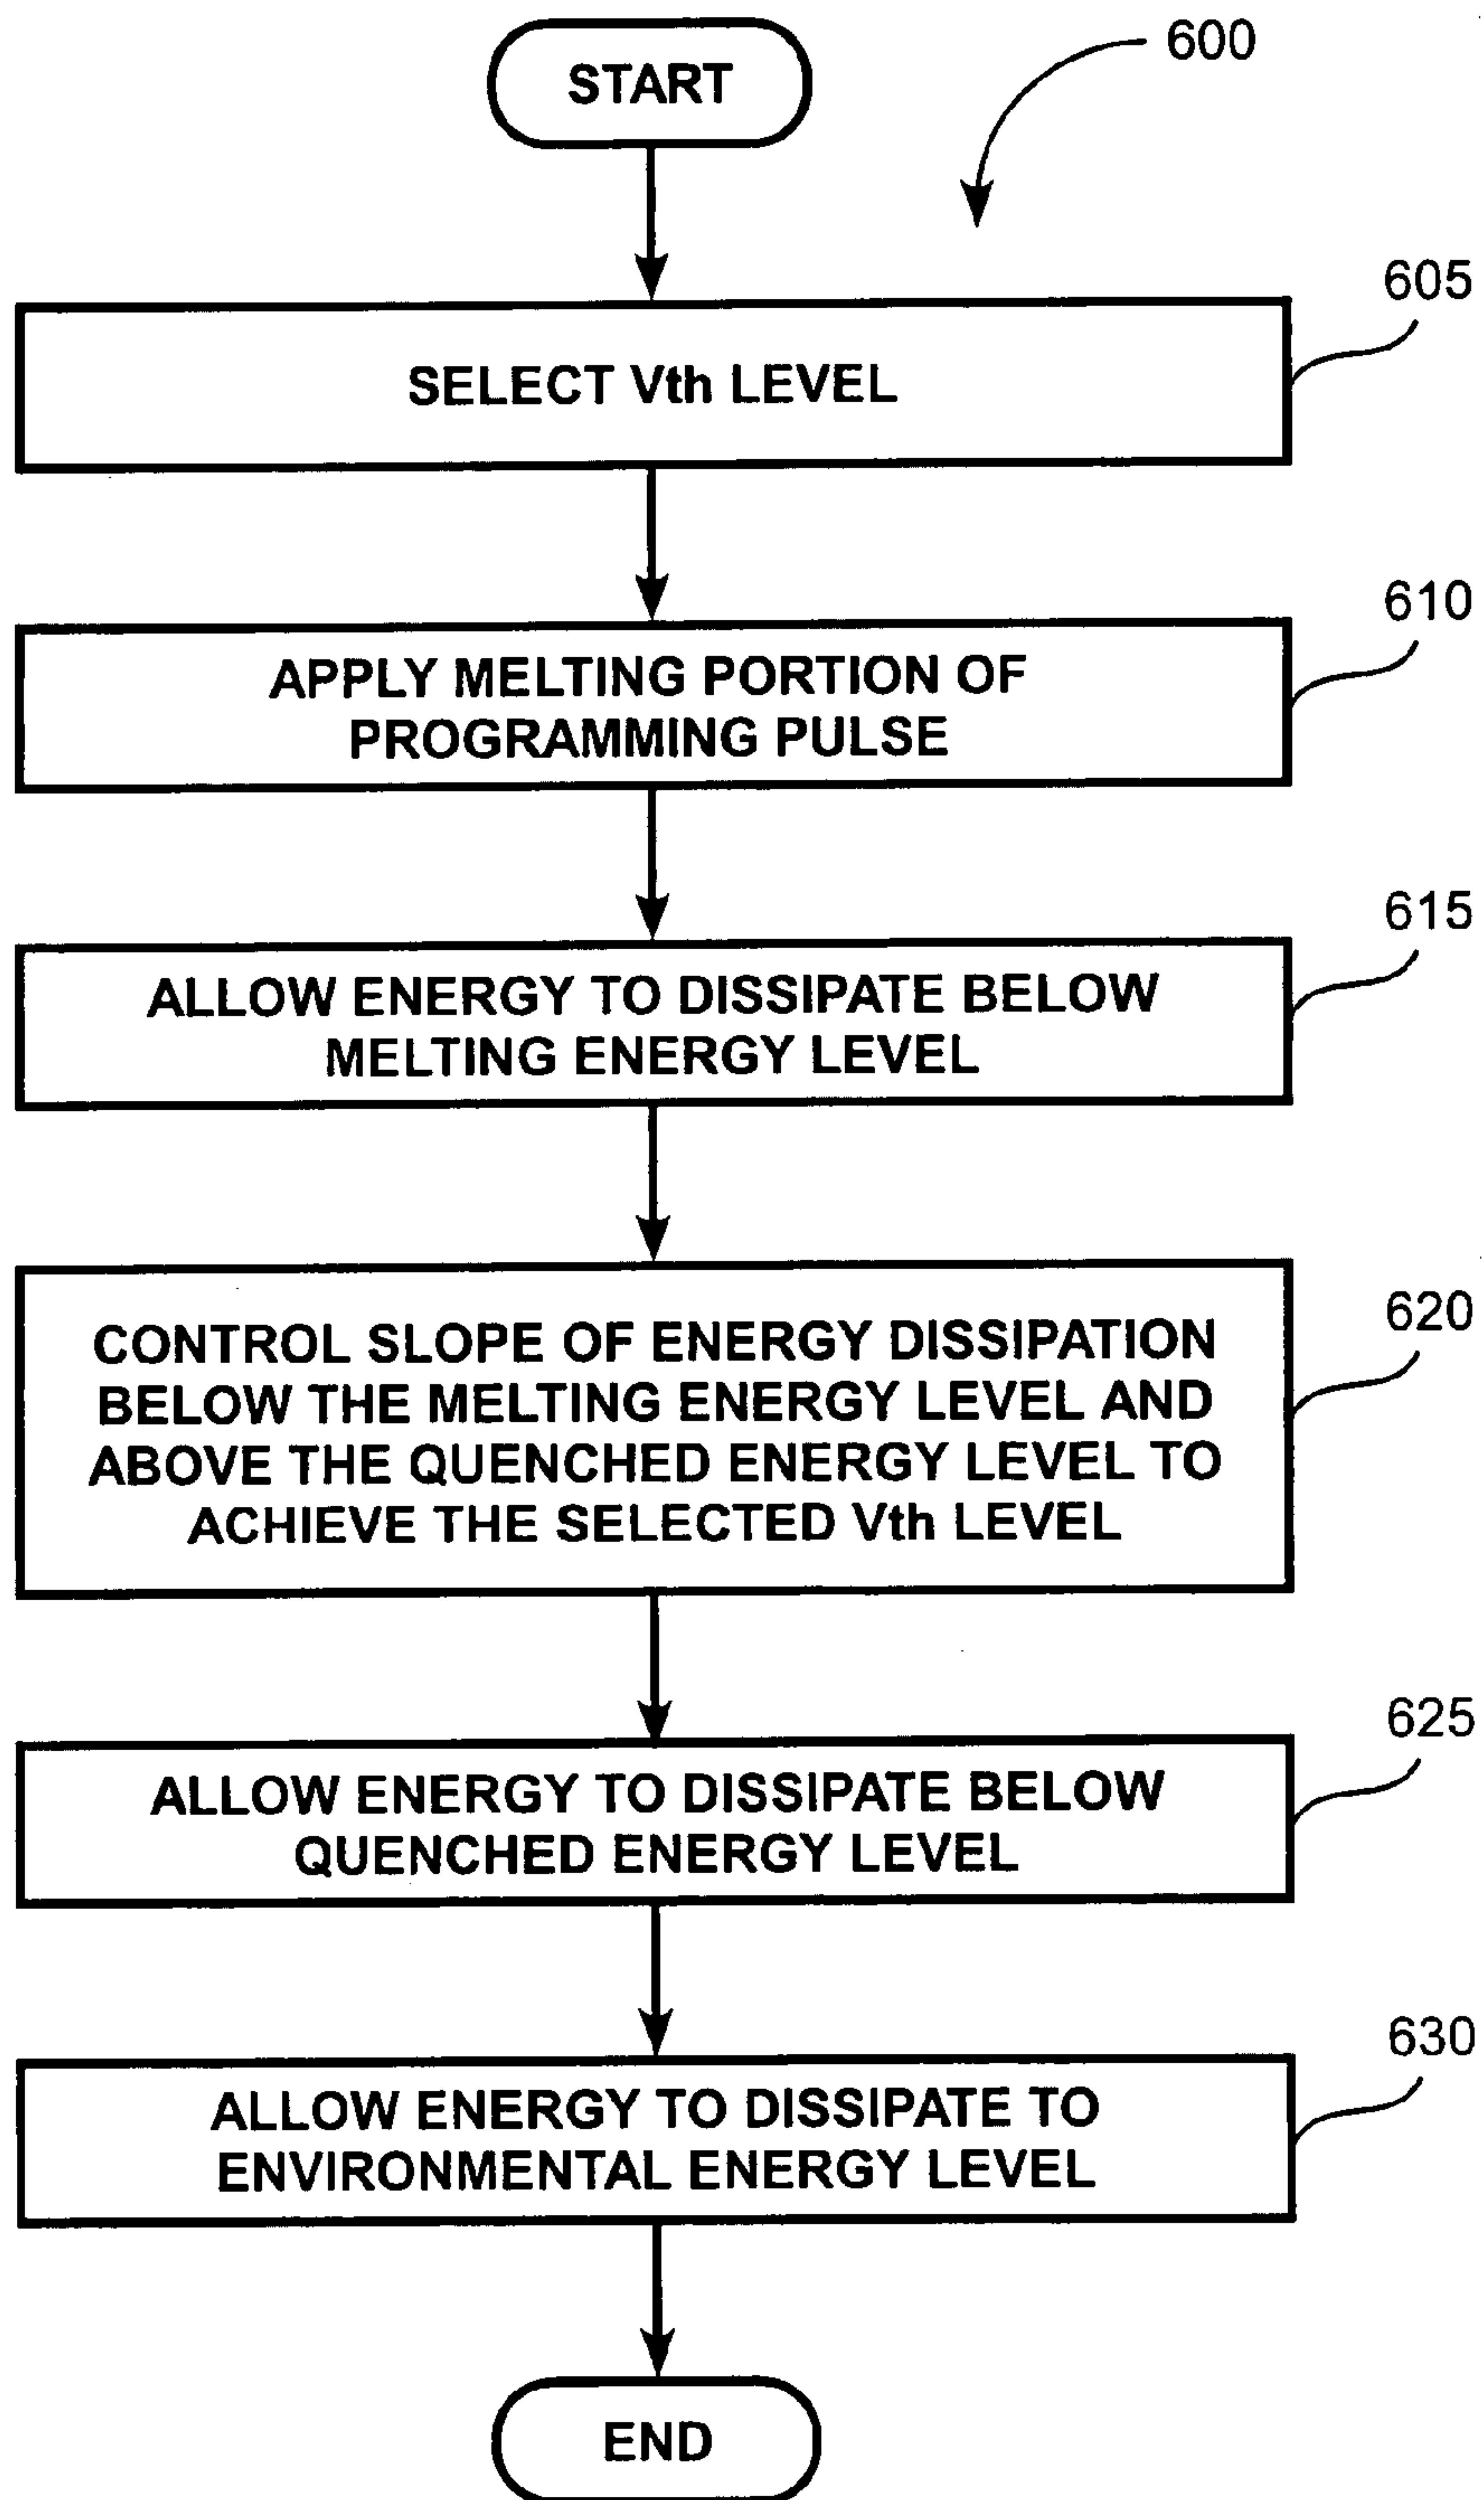 START
600
605
SELECT Vth LEVEL
610
APPLY MELTING PORTION OF
PROGRAMMING PULSE
615
ALLOW ENERGY TO DISSIPATE BELOW
MELTING ENERGY LEVEL
620
CONTROL SLOPE OF ENERGY DISSIPATION
BELOW THE MELTING ENERGY LEVEL AND
ABOVE THE QUENCHED ENERGY LEVEL TO
ACHIEVE THE SELECTED Vth LEVEL
625
ALLOW ENERGY TO DISSIPATE BELOW
QUENCHED ENERGY LEVEL
630
ALLOW ENERGY TO DISSIPATE TO
ENVIRONMENTAL ENERGY LEVEL
END